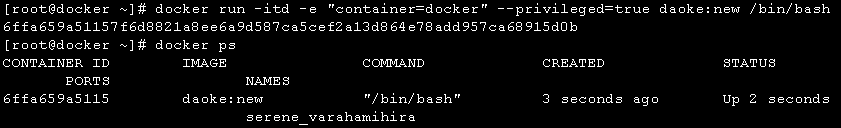 [root@docker ~]# docker run -itd -e "container=docker" --privileged=true daoke:new /bin/bash
6ffa659a51157f6d8821a8ee6a9d587ca5cef2a13d864e78add957ca68915d0b
[root@docker ~]# docker ps
CONTAINER ID IMAGE COMMAND CREATED STATUS
PORTS NAMES
6ffa659a5115 daoke:new "/bin/bash" 3 seconds ago Up 2 seconds
serene_varahamihira